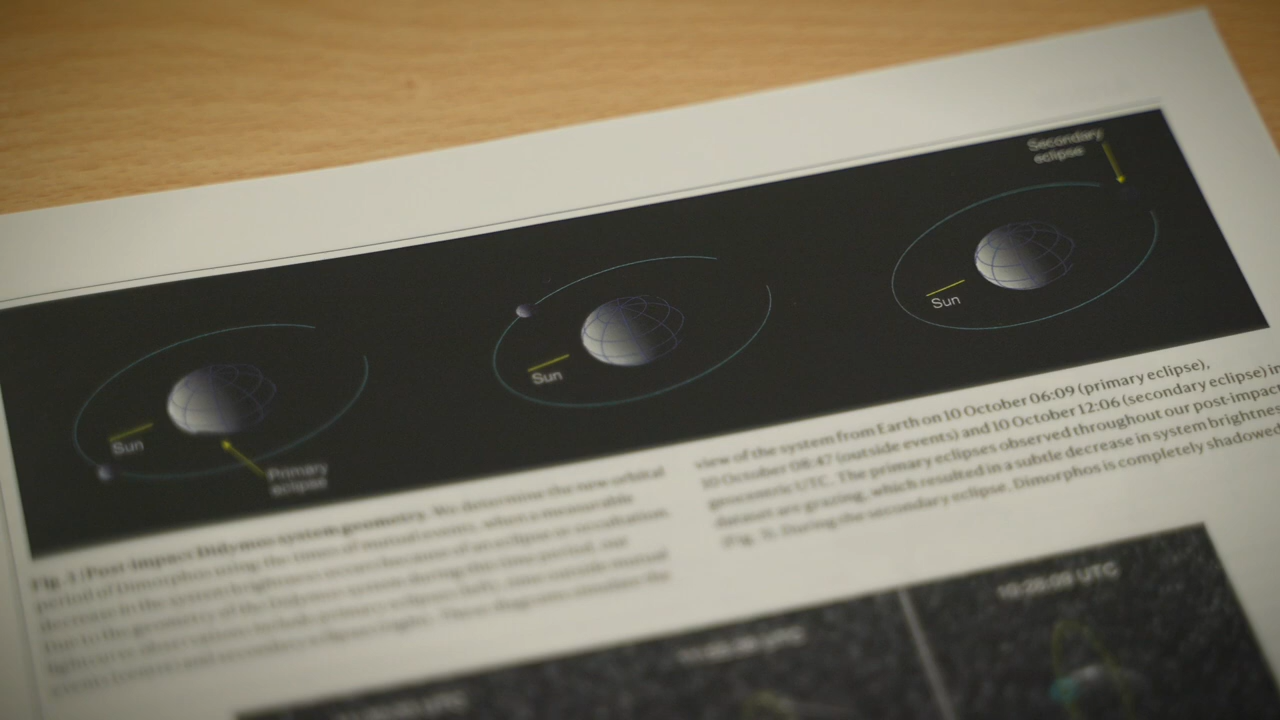 Secondary
eclipse
Sun
Sun
Sun
Primary
eclipse
Fig. 1 | Post-impact Didymos system geometry. We determine the new orbital
period of Dimorphos using the times of mutual events, when a measurable
decrease in the system brightness occurs because of an eclipse or occultation.
Due to the geometry of the Didymos system during this time period, our
lightcurve observations include primary eclipses (left), time outside mutual
events (centre) and secondary eclipses (right). These diagrams simulate the
view of the system from Earth on 10 October 06:09 (primary eclipse),
10 October 08:47 (outside events) and 10 October 12:06 (secondary eclipse) in
geocentric UTC. The primary eclipses observed throughout our post-impact
dataset are grazing, which resulted in a subtle decrease in system brightness
(Fig. 3). During the secondary eclipse, Dimorphos is completely shadowed
UTC
UTC
UTC